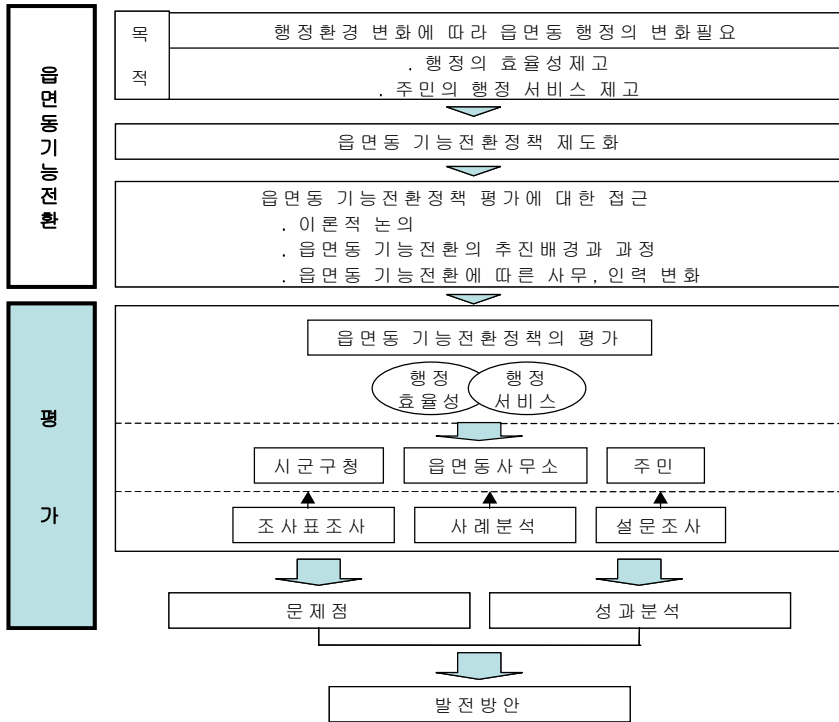 읍면동기능전환
목적
행정환경 변화에 따라 읍면동 행정의 변화필요
. 행정의 효율성제고
. 주민의 행정 서비스 제고
읍면동 기능전환정책 제도화
읍면동 기능전환정책 평가에 대한 접근
. 이론적 논의
. 읍면동 기능전환의 추진배경과 과정
. 읍면동 기능전환에 따른 사무, 인력 변화
평가
읍면동 기능전환정책의 평가
행정 효율성
행정 서비스
시군구청
읍면동사무소
주민
조사표조사
사례분석
설문조사
문제점
성과분석
발전방안